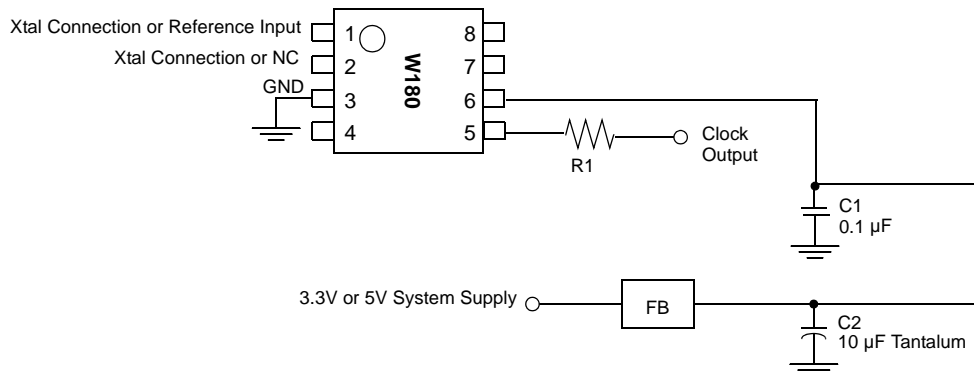 Xtal Connection or Reference Input
Xtal Connection or NC
GND
1
2
3
4
W180
8
7
6
5
R1
Clock
Output
C1
0.1 µF
3.3V or 5V System Supply
FB
C2
10 µF Tantalum